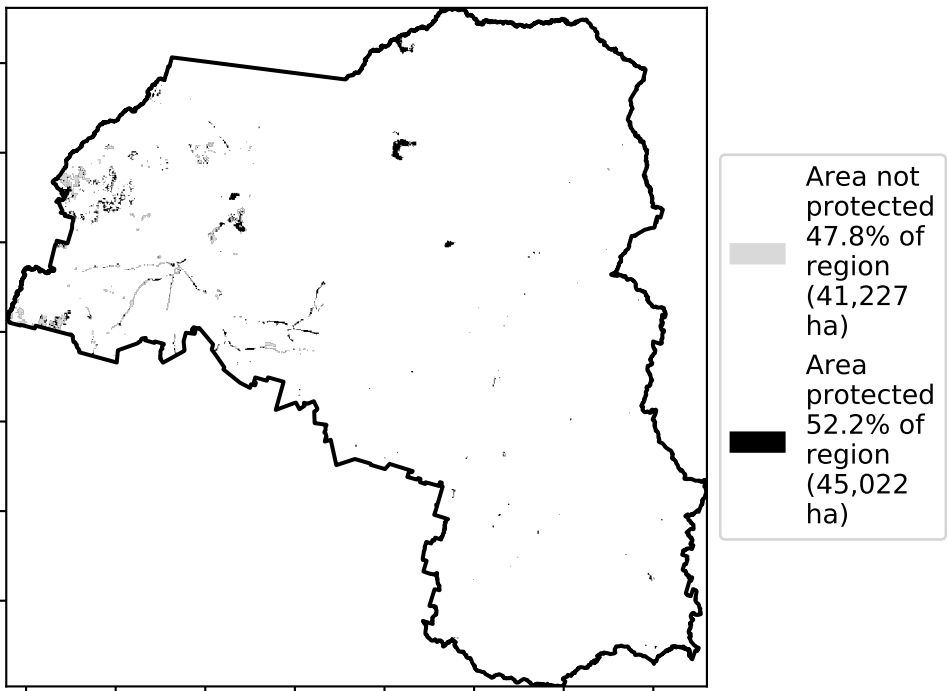 Area not
protected
47.8% of
region
(41,227
ha)
Area
protected
52.2% of
region
(45,022
ha)